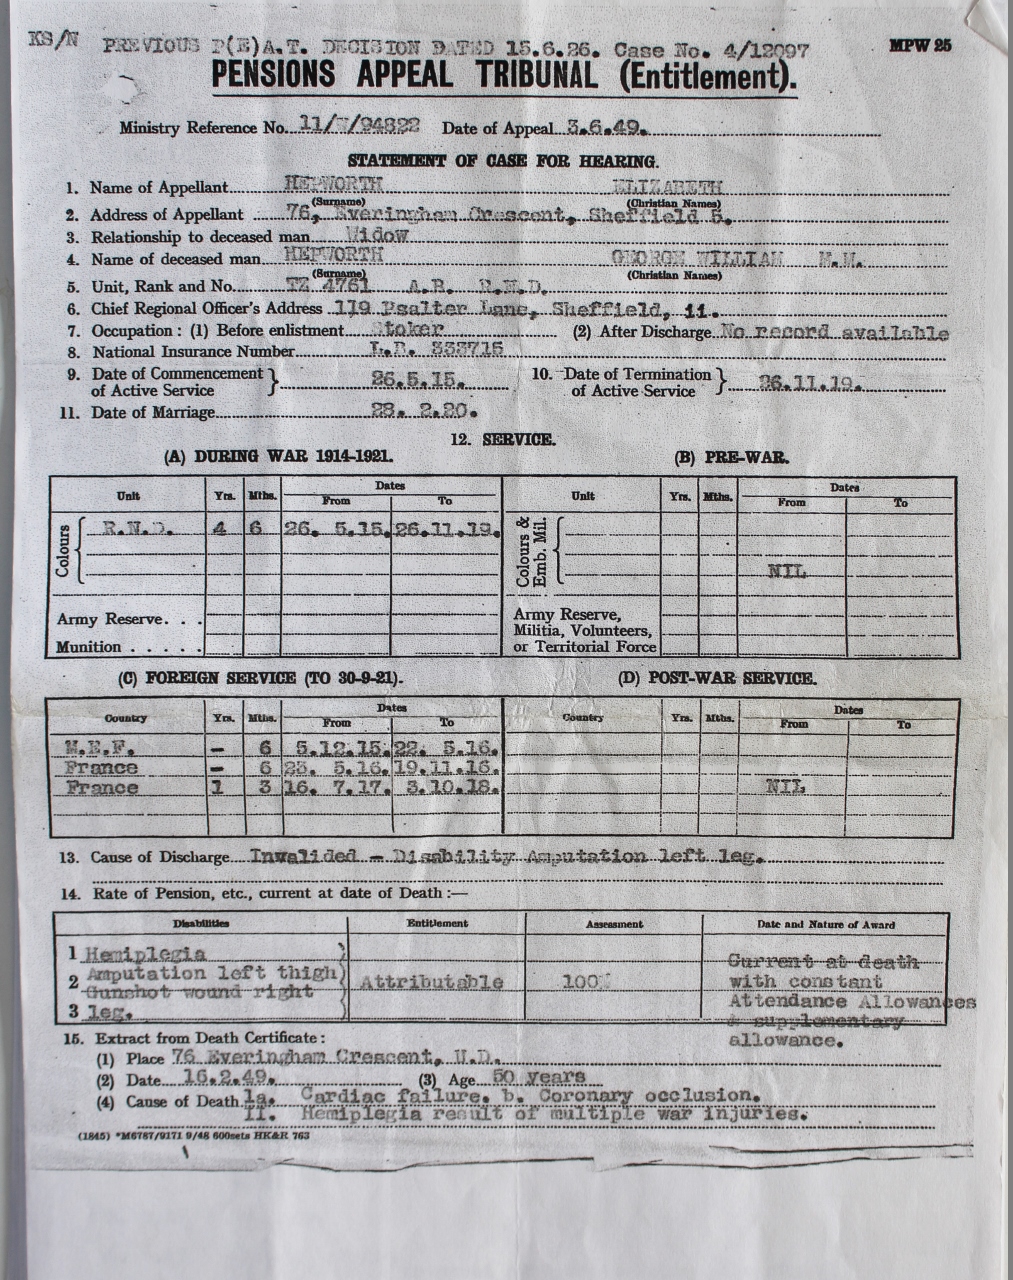 KS/N PREVIOUS P(E)A.T. DECISION DATED 15.6.26. Case No. 4/12097 MPW 25
PENSIONS APPEAL TRIBUNAL (Entitlement).
Ministry Reference No. 11/W/94822 Date of Appeal 3.6.49.
STATEMENT OF CASE FOR HEARING.
1. Name of Appellant HEPWORTH ELIZABETH
(Surname) (Christian Names)
2. Address of Appellant 76, Everingham Crescent, Sheffield 5.
3. Relationship to deceased man Widow
4. Name of deceased man HEPWORTH GEORGE WILLIAM M.M.
(Surname) (Christian Names)
5. Unit, Rank and No. TZ 4761 A.B. R.N.D.
6. Chief Regional Officer's Address 119 Psalter Lane, Sheffield, 11.
7. Occupation : (1) Before enlistment Stoker (2) After Discharge No record available
8. National Insurance Number L.B. 333715
9. Date of Commencement of Active Service } 26.5.15. 10. Date of Termination of Active Service } 26.11.19.
11. Date of Marriage 28. 2.20.
12. SERVICE.
(A) DURING WAR 1914-1921. (B) PRE-WAR.
Unit Yrs. Mths. Dates From To Unit Yrs. Mths. Dates From To
Colours { R.N.D. 4 6 26. 5.15. 26.11.19. Colours & Emb. Mil. {
NIL
Army Reserve. . . Army Reserve, Militia, Volunteers,
Munition . . . . . or Territorial Force
(C) FOREIGN SERVICE (TO 30-9-21). (D) POST-WAR SERVICE.
Country Yrs. Mths. Dates From To Country Yrs. Mths. Dates From To
M.E.F. - 6 5.12.15. 22. 5.16.
France - 6 23. 5.16. 19.11.16.
France 1 3 16. 7.17. 3.10.18. NIL
13. Cause of Discharge Invalided - Disability Amputation left leg.
14. Rate of Pension, etc., current at date of Death :—
Disabilities Entitlement Assessment Date and Nature of Award
1 Hemiplegia Current at death
2 Amputation left thigh Attributable 100% with constant
Gunshot wound right Attendance Allowances
3 leg. & supplementary
allowance.
15. Extract from Death Certificate :
(1) Place 76 Everingham Crescent, U.D.
(2) Date 16.2.49. (3) Age 50 years
(4) Cause of Death 1a. Cardiac failure. b. Coronary occlusion.
II. Hemiplegia result of multiple war injuries.
(1845) *M6787/9171 9/48 600sets HK&R 763